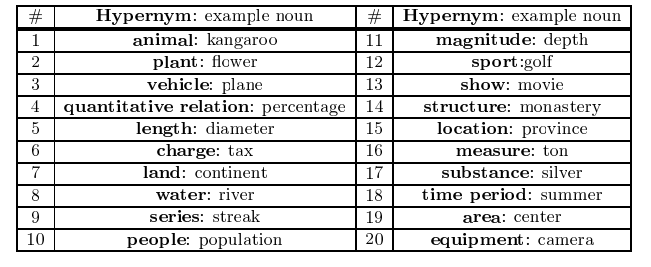 # Hypernym: example noun # Hypernym: example noun
1 animal: kangaroo 11 magnitude: depth
2 plant: flower 12 sport:golf
3 vehicle: plane 13 show: movie
4 quantitative relation: percentage 14 structure: monastery
5 length: diameter 15 location: province
6 charge: tax 16 measure: ton
7 land: continent 17 substance: silver
8 water: river 18 time period: summer
9 series: streak 19 area: center
10 people: population 20 equipment: camera